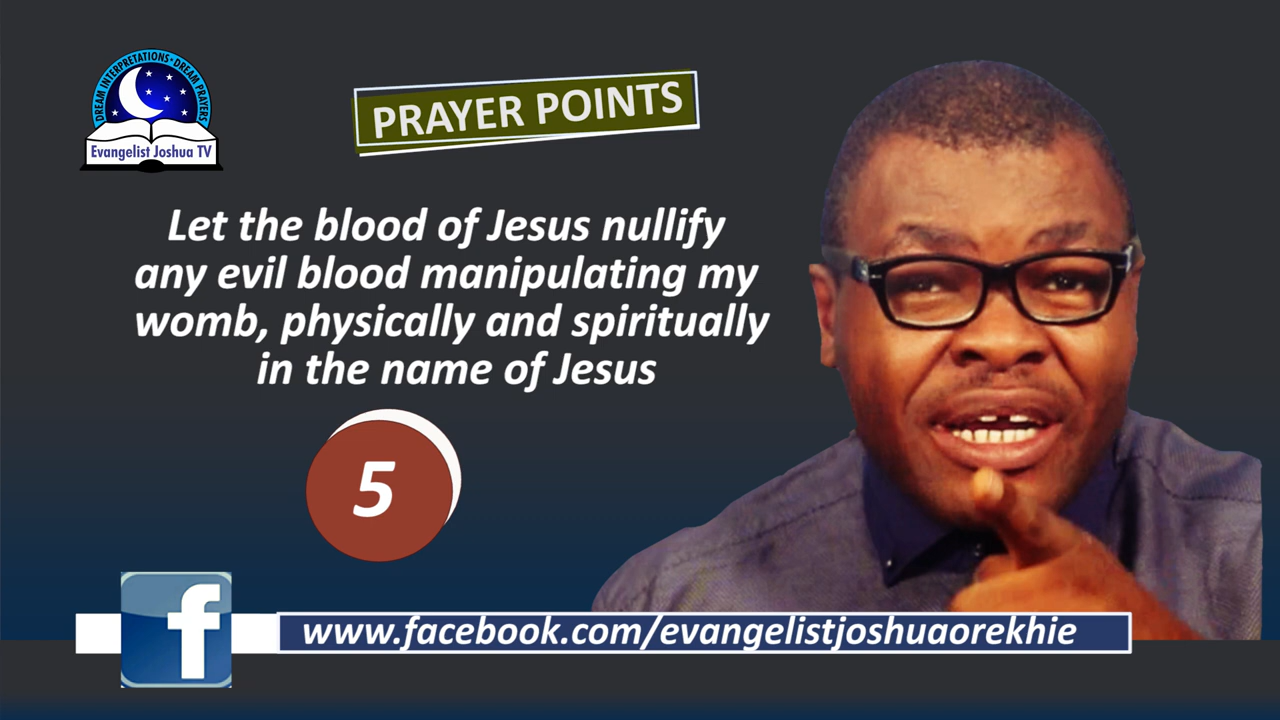 DREAM INTERPRETATIONS · DREAM PRAYERS
Evangelist Joshua TV
PRAYER POINTS
Let the blood of Jesus nullify
any evil blood manipulating my
womb, physically and spiritually
in the name of Jesus
5
f
www.facebook.com/evangelistjoshuaorekhie